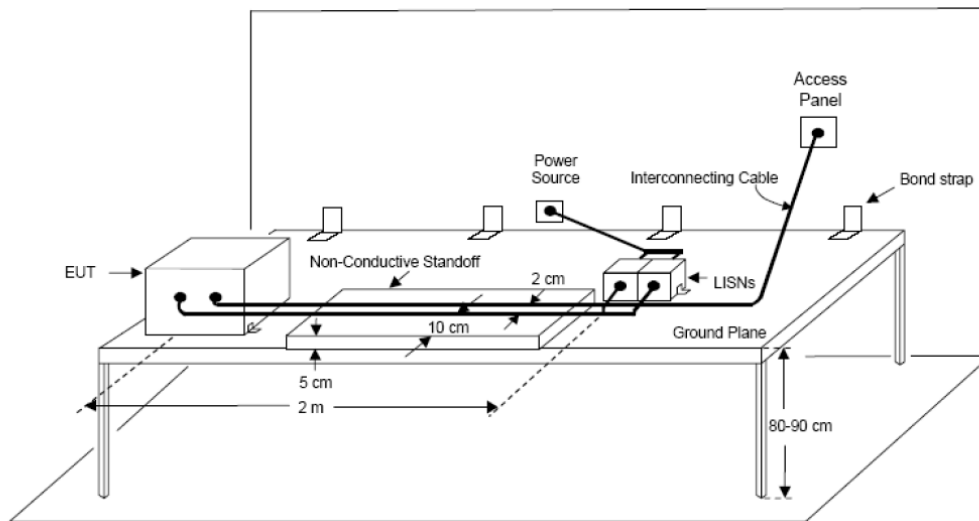 Access
Panel
Power
Source
Interconnecting Cable
Bond strap
EUT
Non-Conductive Standoff
2 cm
LISNs
10 cm
Ground Plane
5 cm
2 m
80-90 cm